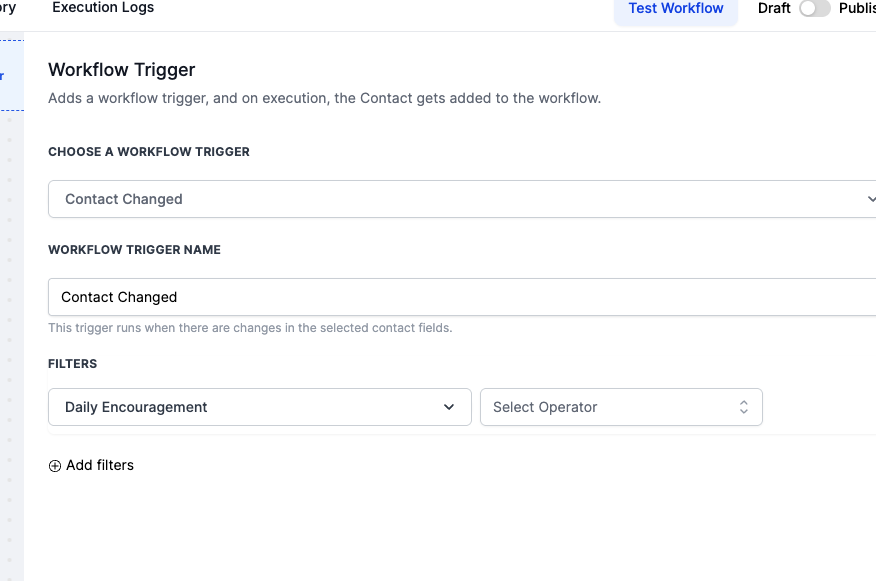 ory Execution Logs Test Workflow Draft Publis
r
Workflow Trigger
Adds a workflow trigger, and on execution, the Contact gets added to the workflow.
CHOOSE A WORKFLOW TRIGGER
Contact Changed
WORKFLOW TRIGGER NAME
Contact Changed
This trigger runs when there are changes in the selected contact fields.
FILTERS
Daily Encouragement Select Operator
Add filters